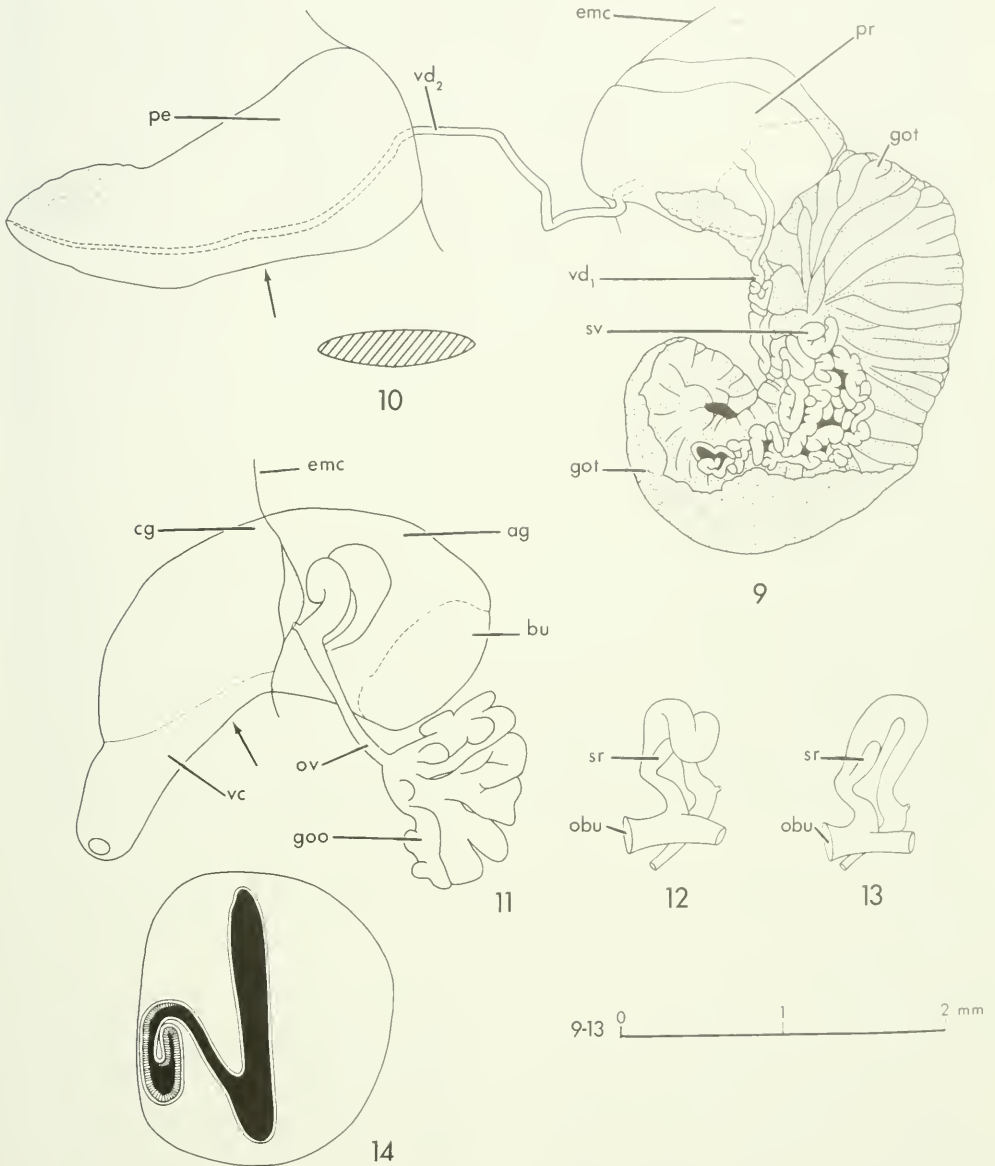 emc
pr
vd₂
pe
got
vd₁
sv
10
got
emc
cg
ag
9
bu
sr
sr
ov
vc
obu
obu
goo
12
13
11
0 1 2 mm
9-13
14